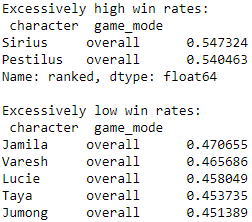 Excessively high win rates:
character game_mode
Sirius overall 0.547324
Pestilus overall 0.540463
Name: ranked, dtype: float64
Excessively low win rates:
character game_mode
Jamila overall 0.470655
Varesh overall 0.465686
Lucie overall 0.458049
Taya overall 0.453735
Jumong overall 0.451389